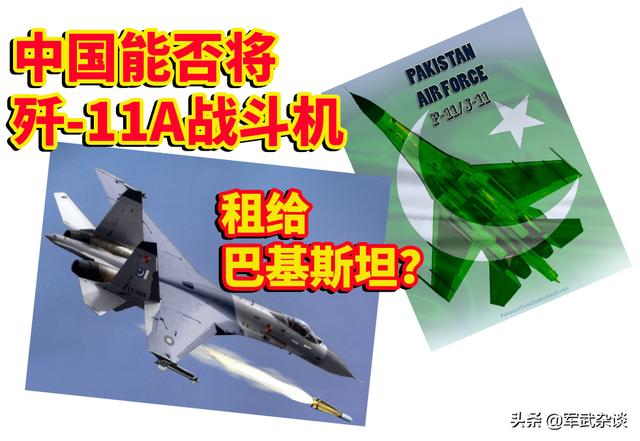 中国能否将
歼-11A战斗机
PAKISTAN
AIR FORCE
F-11/J-11
租给
巴基斯坦?
头条 @军武杂谈